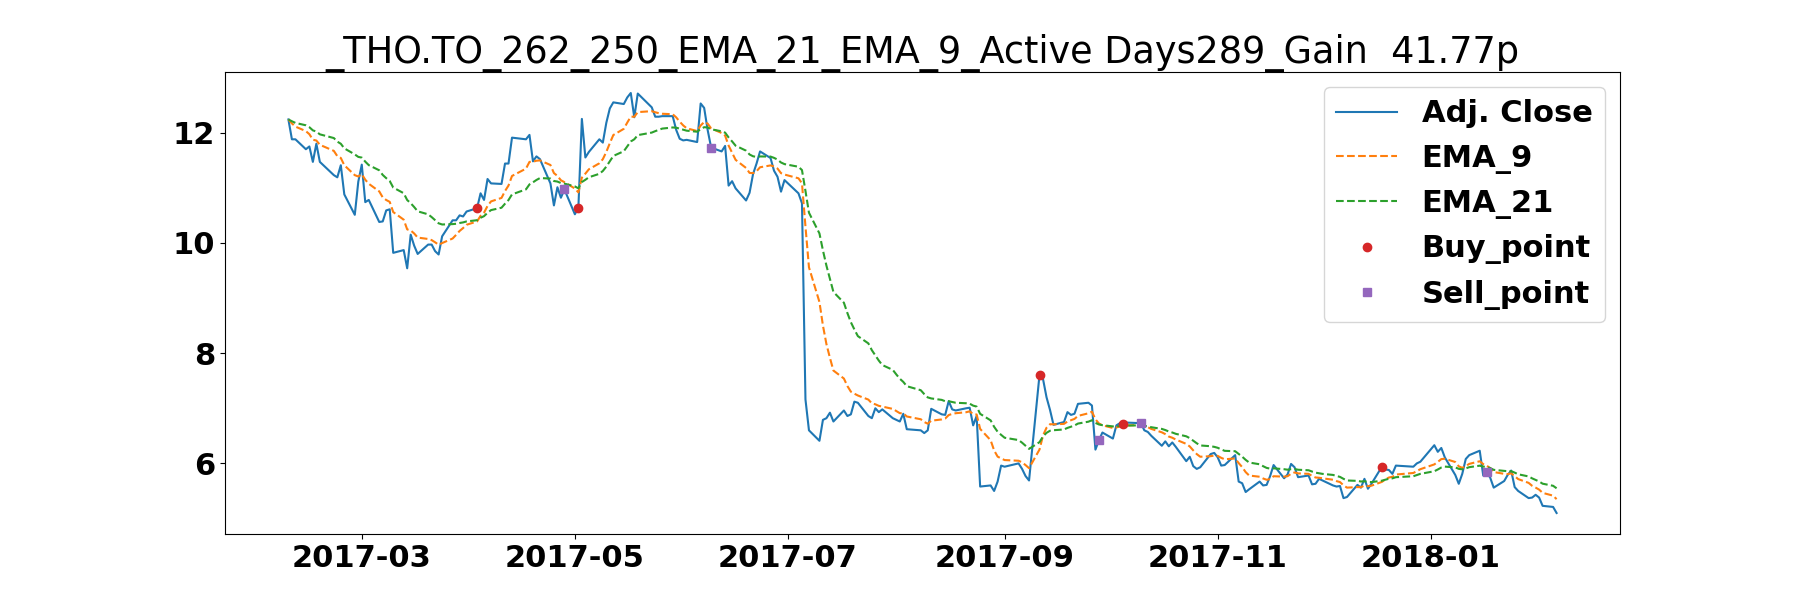 _THO.TO_262_250_EMA_21_EMA_9_Active Days289_Gain  41.77p
Adj. Close
EMA_9
EMA_21
Buy_point
Sell_point
12
10
8
6
2017-03 2017-05 2017-07 2017-09 2017-11 2018-01